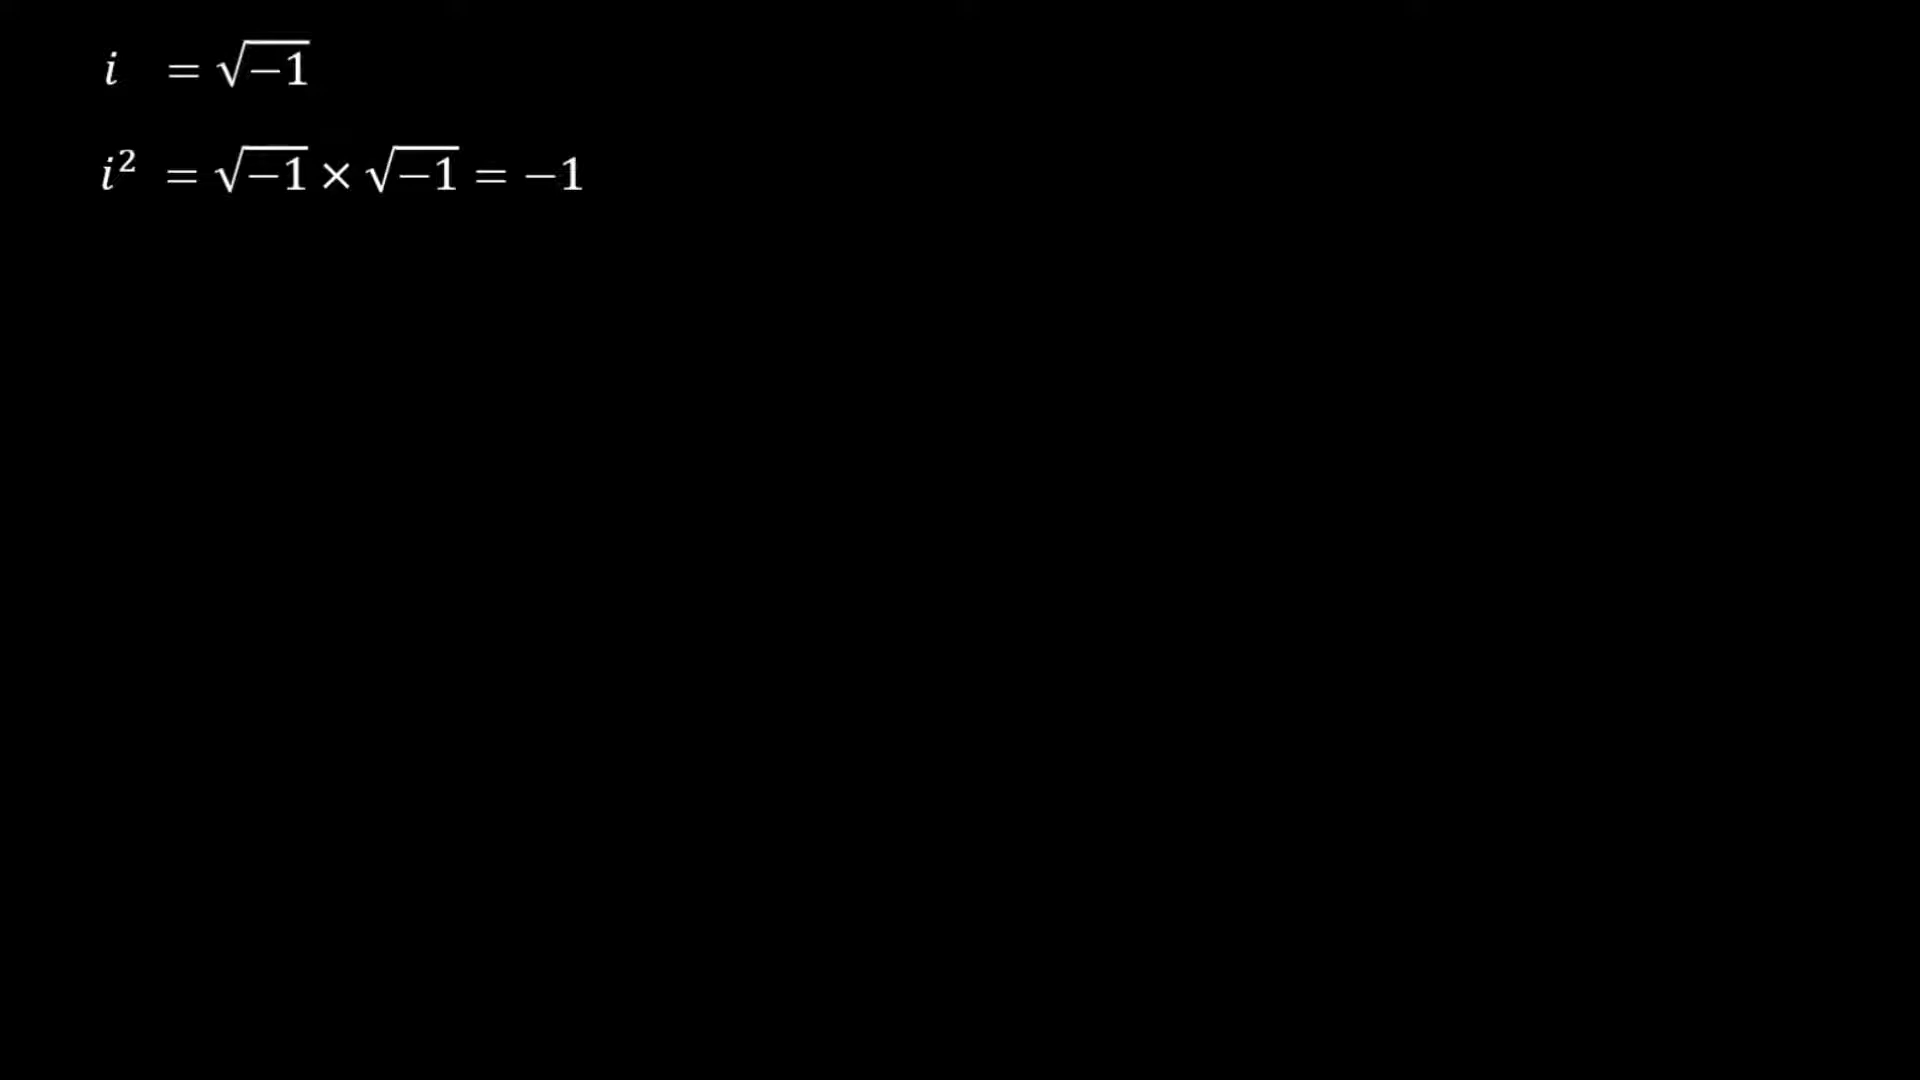 i = √−1
i² = √−1 × √−1 = −1